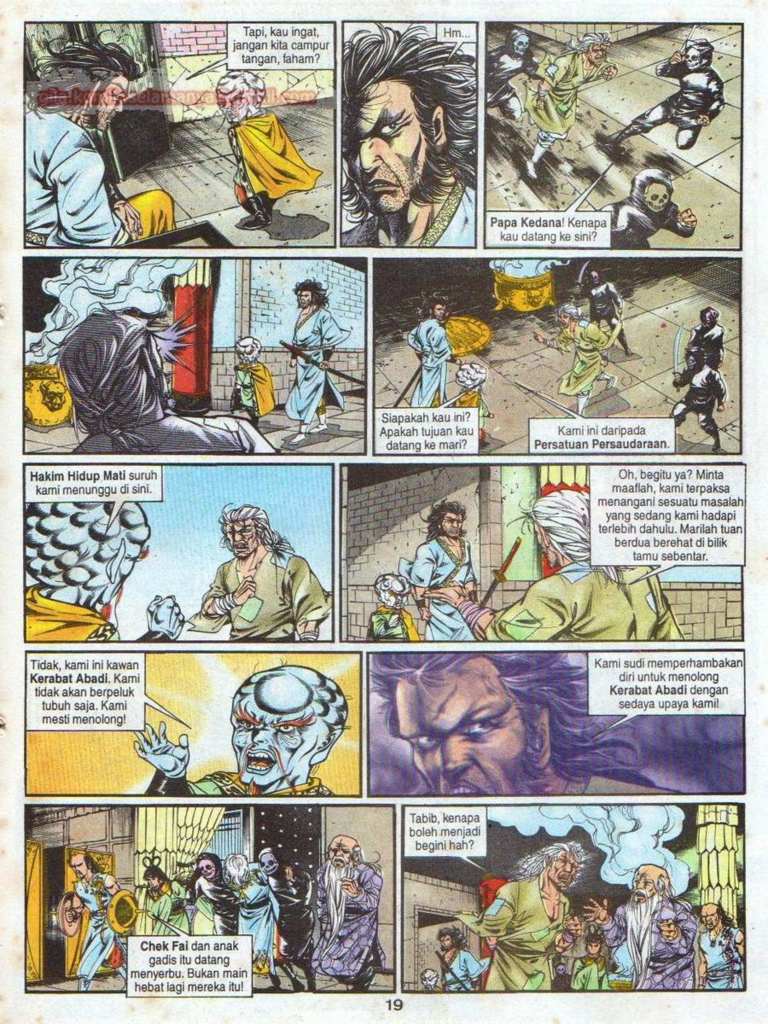 Tapi, kau ingat,
jangan kita campur
tangan, faham?
Hm...
Papa Kedana! Kenapa
kau datang ke sini?
Siapakah kau ini?
Apakah tujuan kau
datang ke mari?
Kami ini daripada
Persatuan Persaudaraan.
Hakim Hidup Mati suruh
kami menunggu di sini.
Oh, begitu ya? Minta
maaflah, kami terpaksa
menangani sesuatu masalah
yang sedang kami hadapi
terlebih dahulu. Marilah tuan
berdua berehat di bilik
tamu sebentar.
Tidak, kami ini kawan
Kerabat Abadi. Kami
tidak akan berpeluk
tubuh saja. Kami
mesti menolong!
Kami sudi memperhambakan
diri untuk menolong
Kerabat Abadi dengan
sedaya upaya kami!
Chek Fai dan anak
gadis itu datang
menyerbu. Bukan main
hebat lagi mereka itu!
Tabib, kenapa
boleh menjadi
begini hah?
19